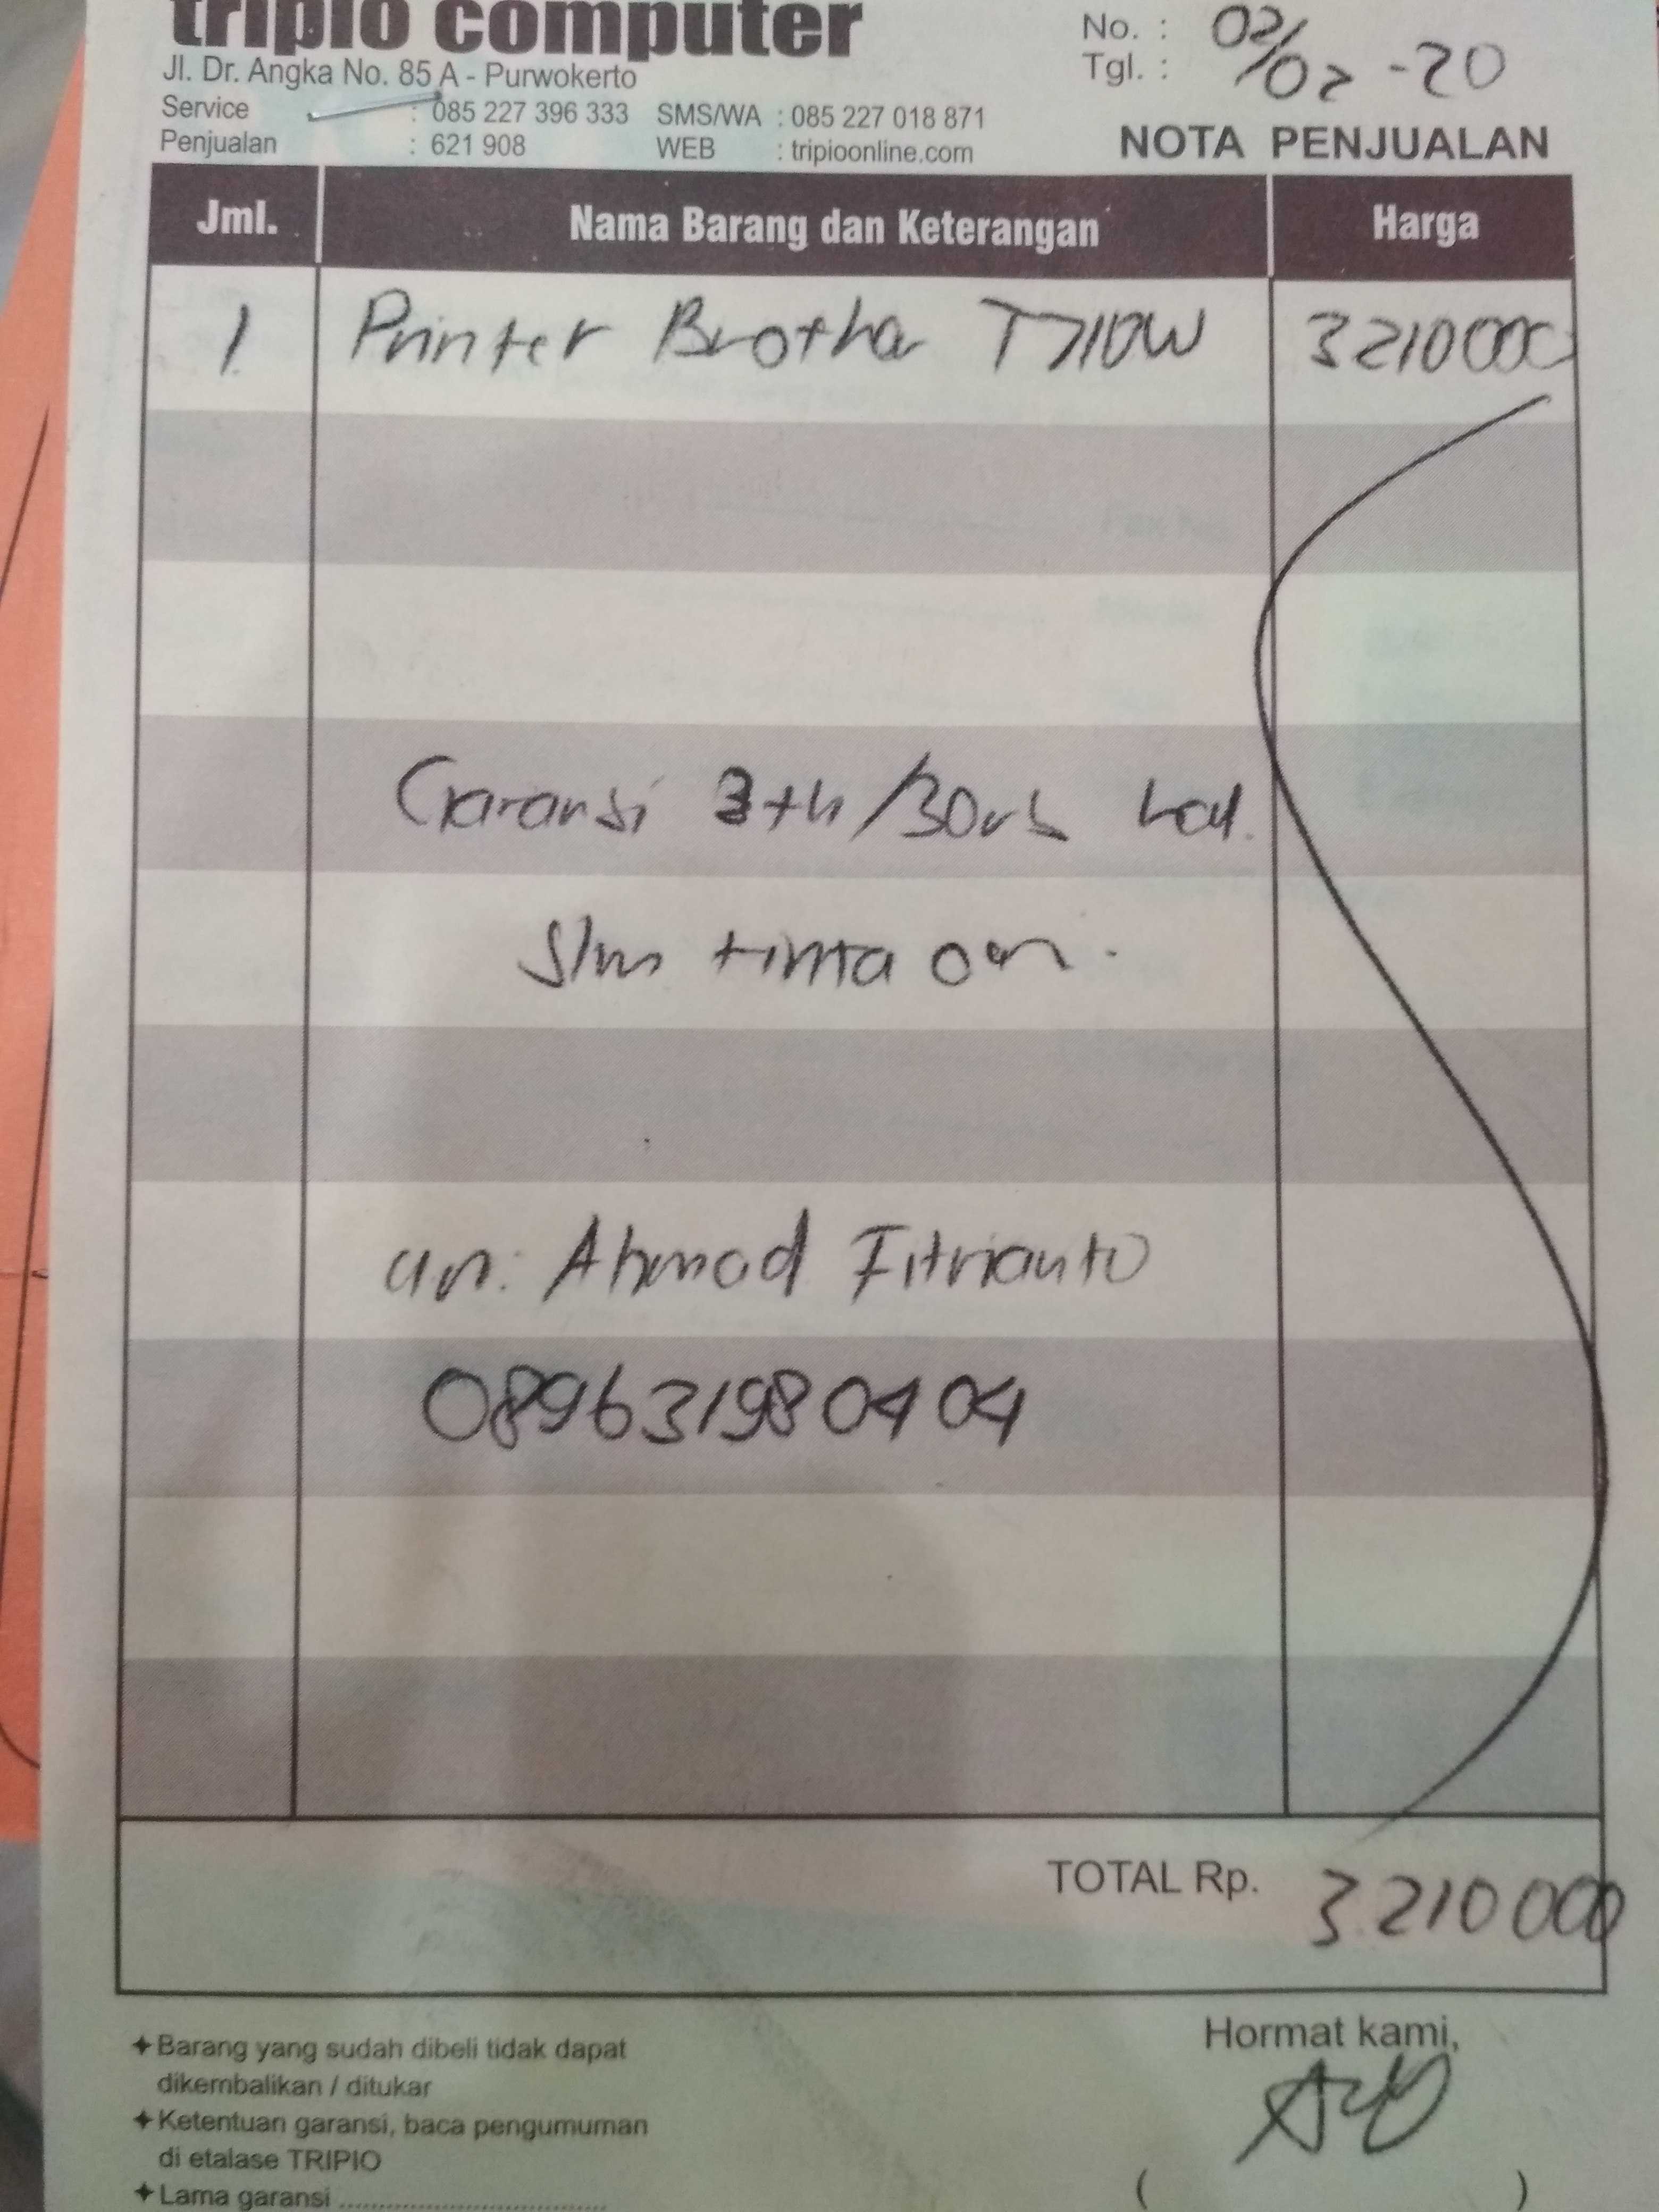 tripio computer
Jl. Dr. Angka No. 85 A - Purwokerto
Service : 085 227 396 333 SMS/WA : 085 227 018 871
Penjualan : 621 908 WEB : tripioonline.com
No. :
Tgl. : 02/02 -20
NOTA PENJUALAN
Jml. Nama Barang dan Keterangan Harga
1 Printer Brother T710W 3210000
Garansi 3th/30rb hal.
Slm tinta ori.
an: Ahmad Fitrianto
089631980404
TOTAL Rp. 3.210000
Hormat kami,
( )
✦ Barang yang sudah dibeli tidak dapat
dikembalikan / ditukar
✦ Ketentuan garansi, baca pengumuman
di etalase TRIPIO
✦ Lama garansi ........................................